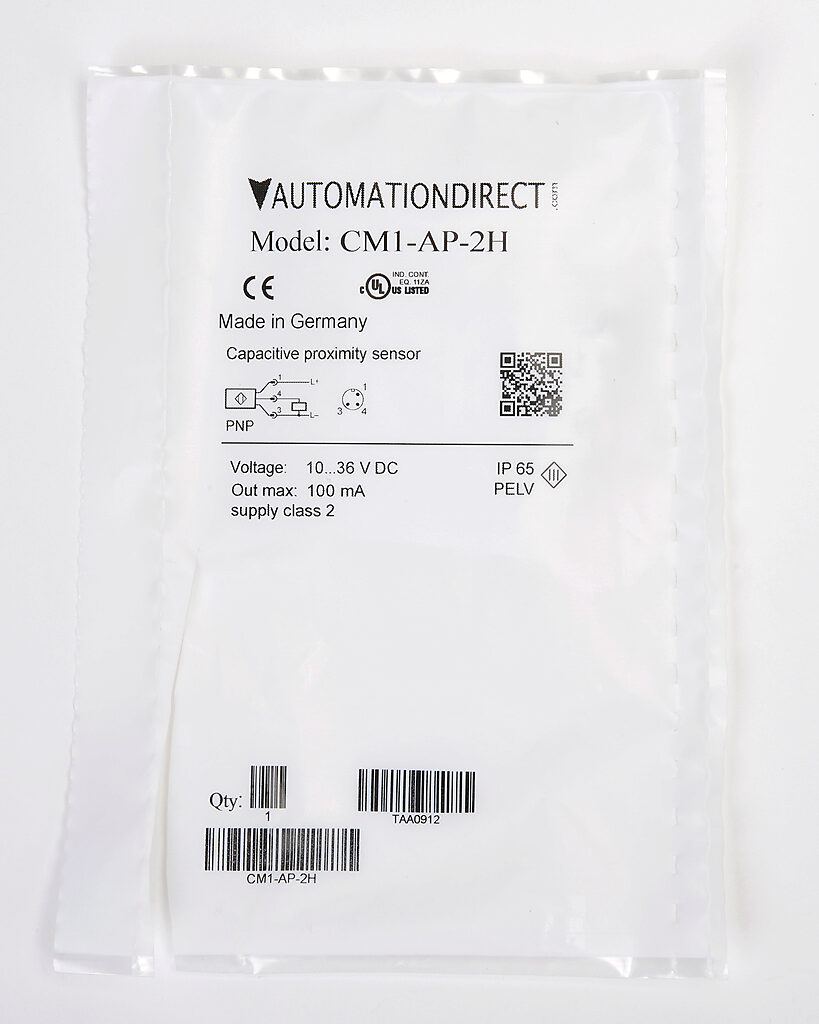 AUTOMATIONDIRECT.com
Model: CM1-AP-2H
CE
c UL US LISTED
IND. CONT. EQ. 11ZA
Made in Germany
Capacitive proximity sensor
1 L+
4
3 L–
1
3 4
PNP
Voltage: 10...36 V DC
IP 65 III
Out max: 100 mA
PELV
supply class 2
Qty:
1
TAA0912
CM1-AP-2H